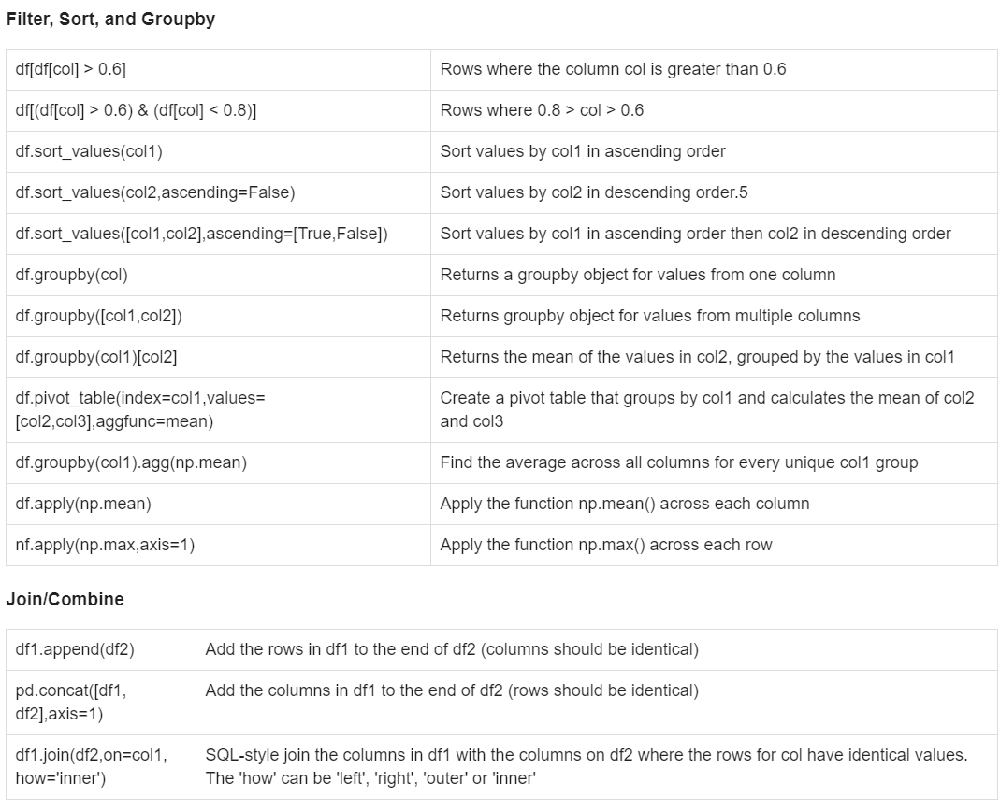 Filter, Sort, and Groupby
df[df[col] > 0.6]
Rows where the column col is greater than 0.6
df[(df[col] > 0.6) & (df[col] < 0.8)]
Rows where 0.8 > col > 0.6
df.sort_values(col1)
Sort values by col1 in ascending order
df.sort_values(col2,ascending=False)
Sort values by col2 in descending order.5
df.sort_values([col1,col2],ascending=[True,False])
Sort values by col1 in ascending order then col2 in descending order
df.groupby(col)
Returns a groupby object for values from one column
df.groupby([col1,col2])
Returns groupby object for values from multiple columns
df.groupby(col1)[col2]
Returns the mean of the values in col2, grouped by the values in col1
df.pivot_table(index=col1,values=
[col2,col3],aggfunc=mean)
Create a pivot table that groups by col1 and calculates the mean of col2
and col3
df.groupby(col1).agg(np.mean)
Find the average across all columns for every unique col1 group
df.apply(np.mean)
Apply the function np.mean() across each column
nf.apply(np.max,axis=1)
Apply the function np.max() across each row
Join/Combine
df1.append(df2)
Add the rows in df1 to the end of df2 (columns should be identical)
pd.concat([df1,
df2],axis=1)
Add the columns in df1 to the end of df2 (rows should be identical)
df1.join(df2,on=col1,
how='inner')
SQL-style join the columns in df1 with the columns on df2 where the rows for col have identical values.
The 'how' can be 'left', 'right', 'outer' or 'inner'